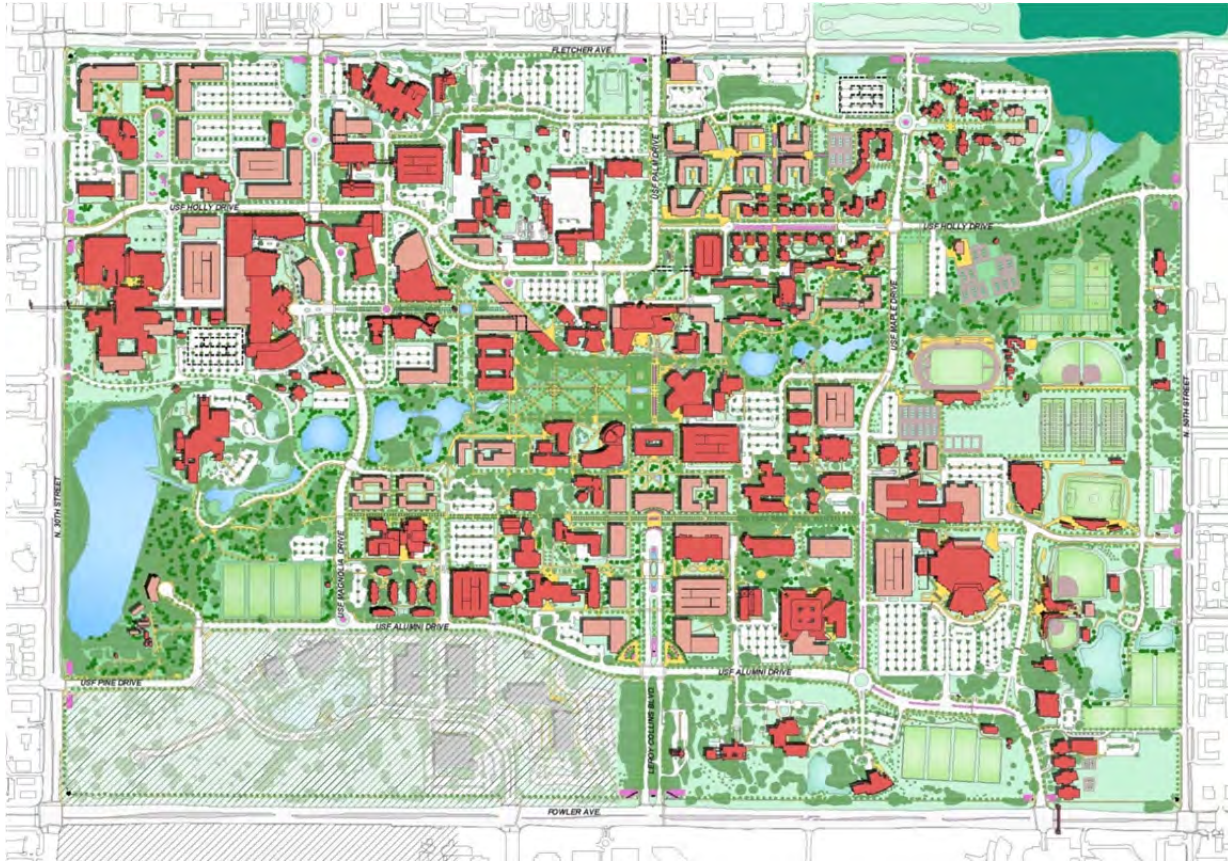 FLETCHER AVE
USF PALM DRIVE
USF HOLLY DRIVE
USF HOLLY DRIVE
USF MAPLE DRIVE
N. 50TH STREET
N. 30TH STREET
USF MAGNOLIA DRIVE
USF ALUMNI DRIVE
USF ALUMNI DRIVE
USF PINE DRIVE
LEROY COLLINS BLVD
FOWLER AVE